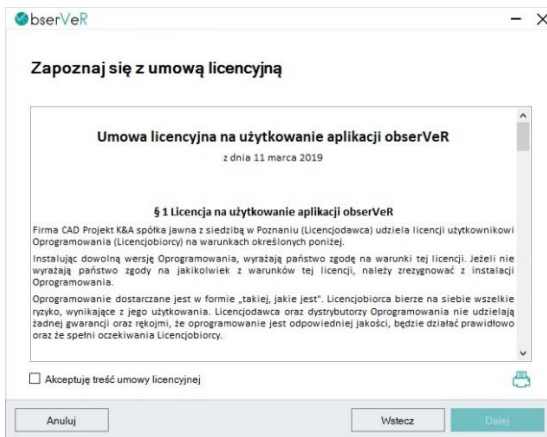 ObserVeR
Zapoznaj się z umową licencyjną
Umowa licencyjna na użytkowanie aplikacji obserVeR
z dnia 11 marca 2019
§ 1 Licencja na użytkowanie aplikacji obserVeR
Firma CAD Projekt K&A spółka jawna z siedzibą w Poznaniu (Licencjodawca) udziela licencji użytkownikowi
Oprogramowania (Licencjobiorcy) na warunkach określonych poniżej.
Instalując dowolną wersję Oprogramowania, wyrażają państwo zgodę na warunki tej licencji. Jeżeli nie
wyrażają państwo zgody na jakikolwiek z warunków tej licencji, należy zrezygnować z instalacji
Oprogramowania.
Oprogramowanie dostarczane jest w formie „takiej, jakie jest”. Licencjobiorca bierze na siebie wszelkie
ryzyko, wynikające z jego użytkowania. Licencjodawca oraz dystrybutorzy Oprogramowania nie udzielają
żadnej gwarancji oraz rękojmi, że oprogramowanie jest odpowiedniej jakości, będzie działać prawidłowo
oraz że spełni oczekiwania Licencjobiorcy.
Akceptuję treść umowy licencyjnej
Anuluj
Wstecz
Dalej